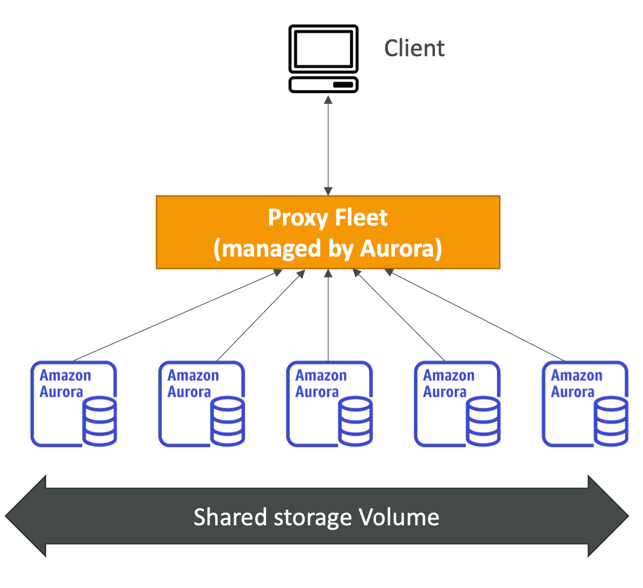 Client
Proxy Fleet
(managed by Aurora)
Amazon
Aurora
Amazon
Aurora
Amazon
Aurora
Amazon
Aurora
Amazon
Aurora
Shared storage Volume